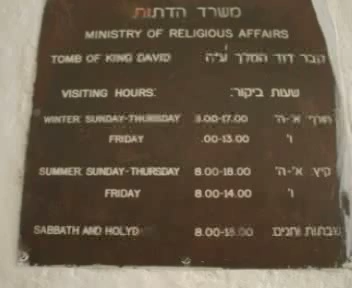 משרד הדתות
MINISTRY OF RELIGIOUS AFFAIRS
TOMB OF KING DAVID קבר דוד המלך ע״ה
VISITING HOURS: שעות ביקור:
WINTER: SUNDAY-THURSDAY 8.00-17.00 חורף: א'-ה'
FRIDAY .00-13.00 ו'
SUMMER: SUNDAY-THURSDAY 8.00-18.00 קיץ: א'-ה'
FRIDAY 8.00-14.00 ו'
SABBATH AND HOLYD 8.00-18.00 שבתות וחגים: